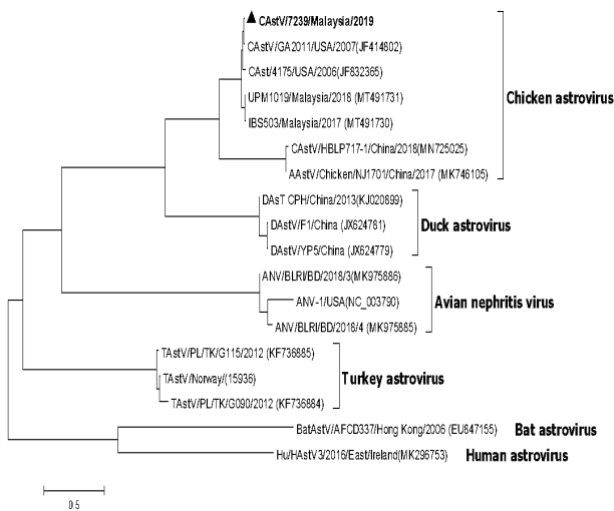 CAstV/7239/Malaysia/2019
CAstV/GA2011/USA/2007(JF414802)
CAst/4175/USA/2006(JF832365)
UPM1019/Malaysia/2018 (MT491731)
IBS503/Malaysia/2017 (MT491730)
Chicken astrovirus
CAstV/HBLP717-1/China/2018(MN725025)
AAstV/Chicken/NJ1701/China/2017 (MK746105)
DAsT CPH/China/2013(KJ020899)
DAstV/F1/China (JX624781)
Duck astrovirus
DAstV/YP5/China (JX624779)
ANV/BLRI/BD/2018/3(MK975886)
ANV-1/USA(NC_003790)
Avian nephritis virus
ANV/BLRI/BD/2018/4 (MK975885)
TAstV/PL/TK/G115/2012 (KF736885)
TAstV/Norway/(15936)
Turkey astrovirus
TAstV/PL/TK/G090/2012 (KF736884)
BatAstV/AFCD337/Hong Kong/2006 (EU847155)
Bat astrovirus
Hu/HAstV3/2016/East/Ireland(MK296753)
Human astrovirus
0.5